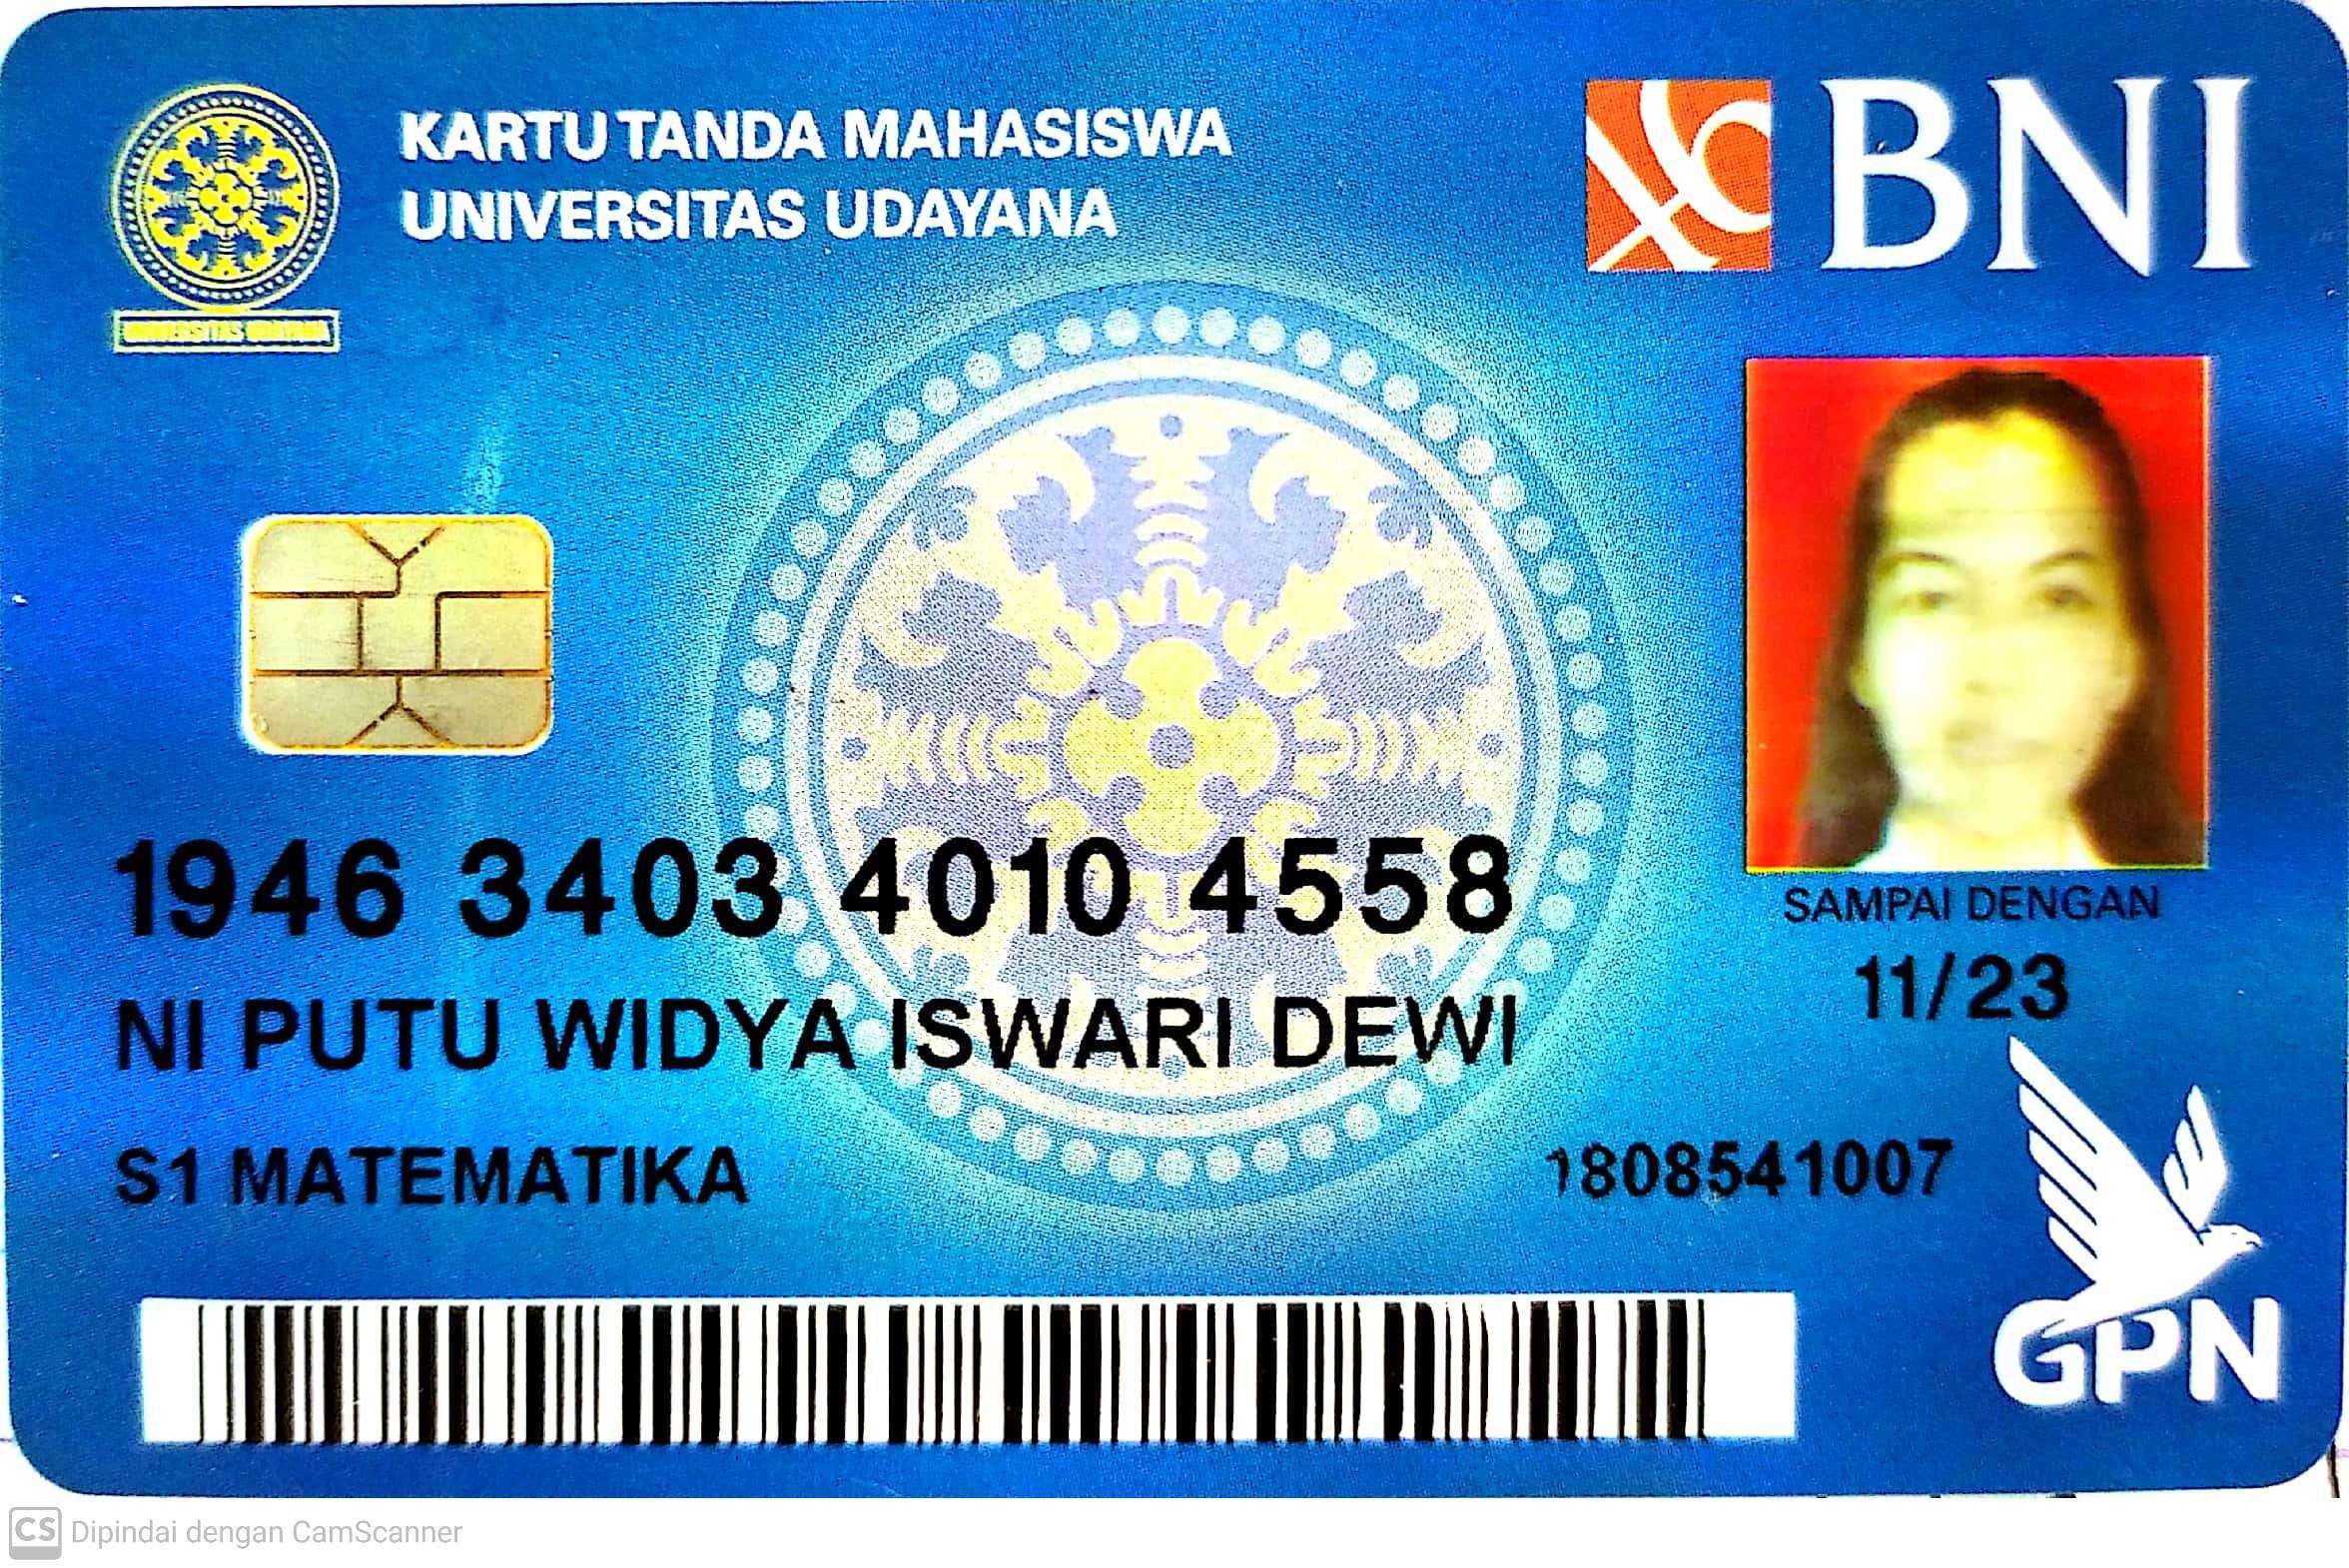 KARTU TANDA MAHASISWA
UNIVERSITAS UDAYANA
BNI
UNIVERSITAS UDAYANA
1946 3403 4010 4558
SAMPAI DENGAN
11/23
NI PUTU WIDYA ISWARI DEWI
S1 MATEMATIKA
1808541007
GPN
CS Dipindai dengan CamScanner